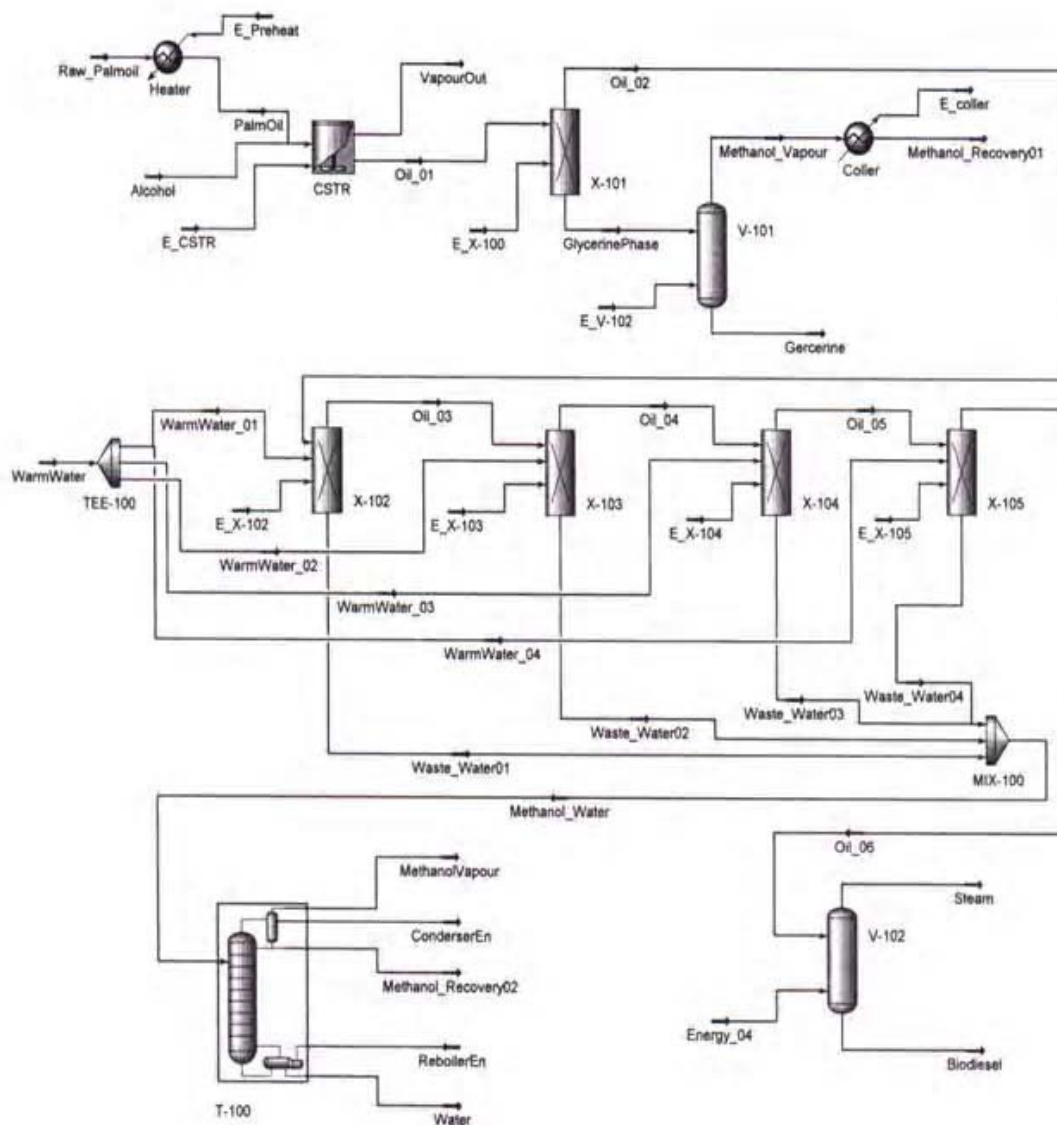 E_Preheat
Raw_Palmoil
Heater
PalmOil
Alcohol
E_CSTR
CSTR
VapourOut
Oil_01
E_X-100
Oil_02
X-101
GlycerinePhase
Methanol_Vapour
E_coller
Coller
Methanol_Recovery01
V-101
E_V-102
Gercerine
WarmWater
TEE-100
WarmWater_01
E_X-102
X-102
Oil_03
E_X-103
X-103
Oil_04
E_X-104
X-104
Oil_05
E_X-105
X-105
WarmWater_02
WarmWater_03
WarmWater_04
Waste_Water04
Waste_Water03
Waste_Water02
Waste_Water01
MIX-100
Methanol_Water
Oil_06
MethanolVapour
ConderserEn
Methanol_Recovery02
ReboilerEn
Water
T-100
Steam
V-102
Energy_04
Biodiesel